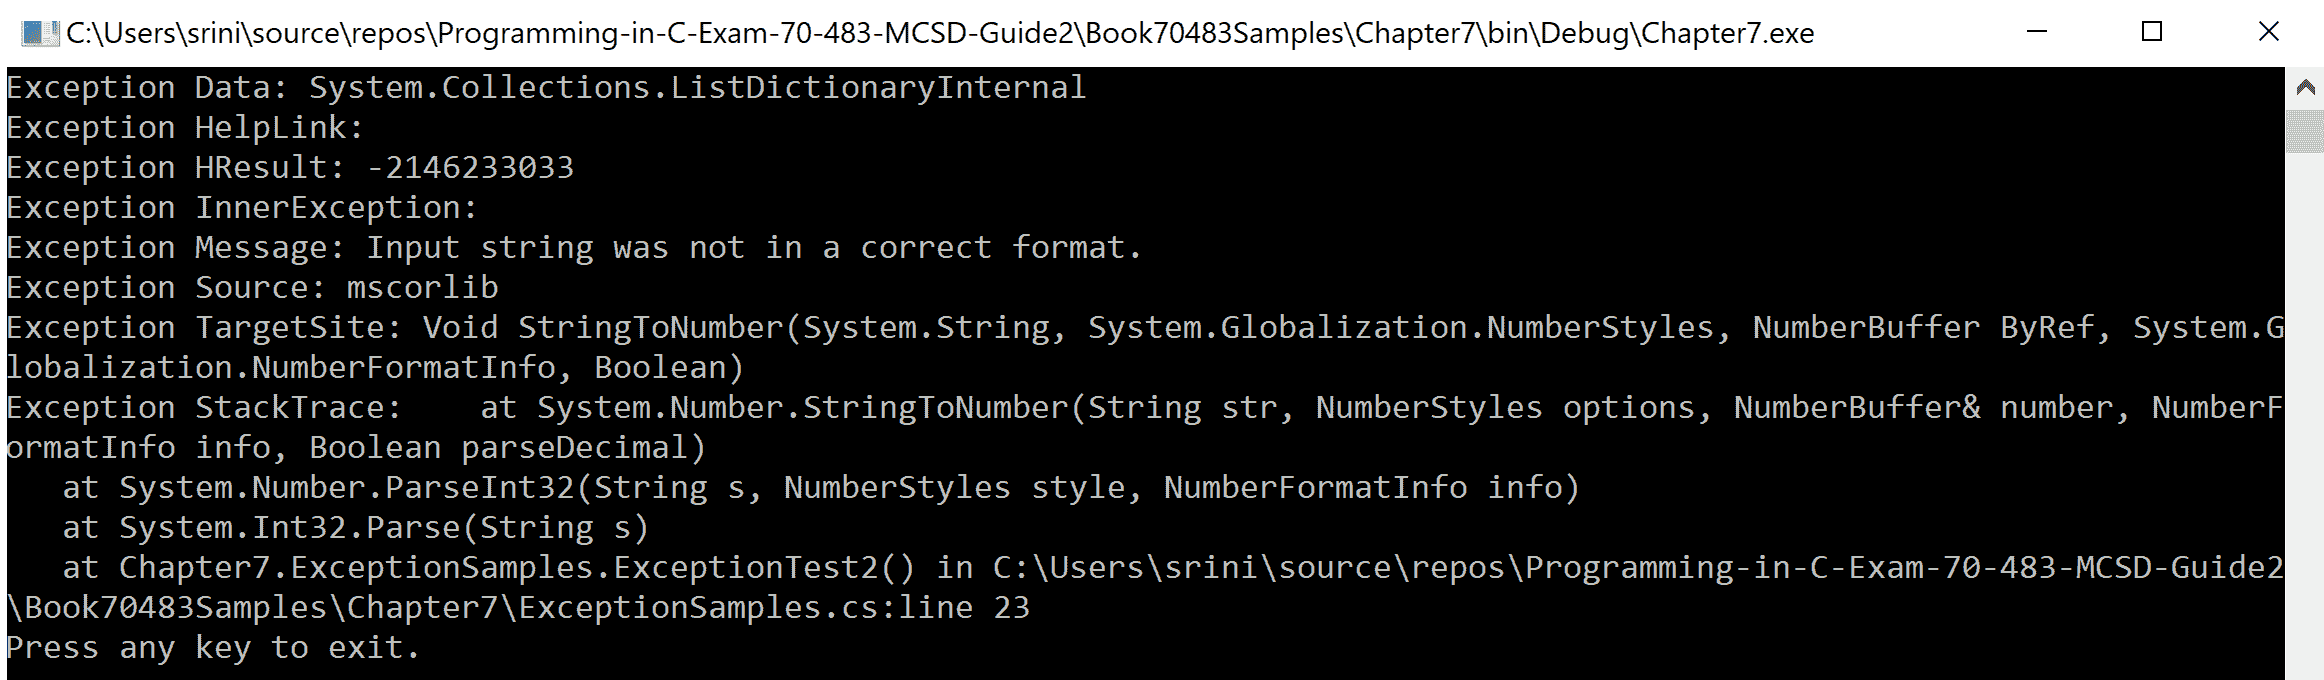 C:\Users\srini\source\repos\Programming-in-C-Exam-70-483-MCSD-Guide2\Book70483Samples\Chapter7\bin\Debug\Chapter7.exe
Exception Data: System.Collections.ListDictionaryInternal
Exception HelpLink:
Exception HResult: -2146233033
Exception InnerException:
Exception Message: Input string was not in a correct format.
Exception Source: mscorlib
Exception TargetSite: Void StringToNumber(System.String, System.Globalization.NumberStyles, NumberBuffer ByRef, System.G
lobalization.NumberFormatInfo, Boolean)
Exception StackTrace:    at System.Number.StringToNumber(String str, NumberStyles options, NumberBuffer& number, NumberF
ormatInfo info, Boolean parseDecimal)
   at System.Number.ParseInt32(String s, NumberStyles style, NumberFormatInfo info)
   at System.Int32.Parse(String s)
   at Chapter7.ExceptionSamples.ExceptionTest2() in C:\Users\srini\source\repos\Programming-in-C-Exam-70-483-MCSD-Guide2
\Book70483Samples\Chapter7\ExceptionSamples.cs:line 23
Press any key to exit.